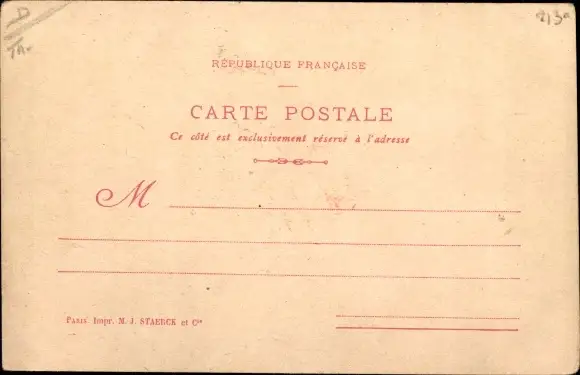 RÉPUBLIQUE FRANÇAISE
CARTE POSTALE
Ce côté est exclusivement réservé à l'adresse
M
PARIS Impr. M. J. STAERCK et Cie